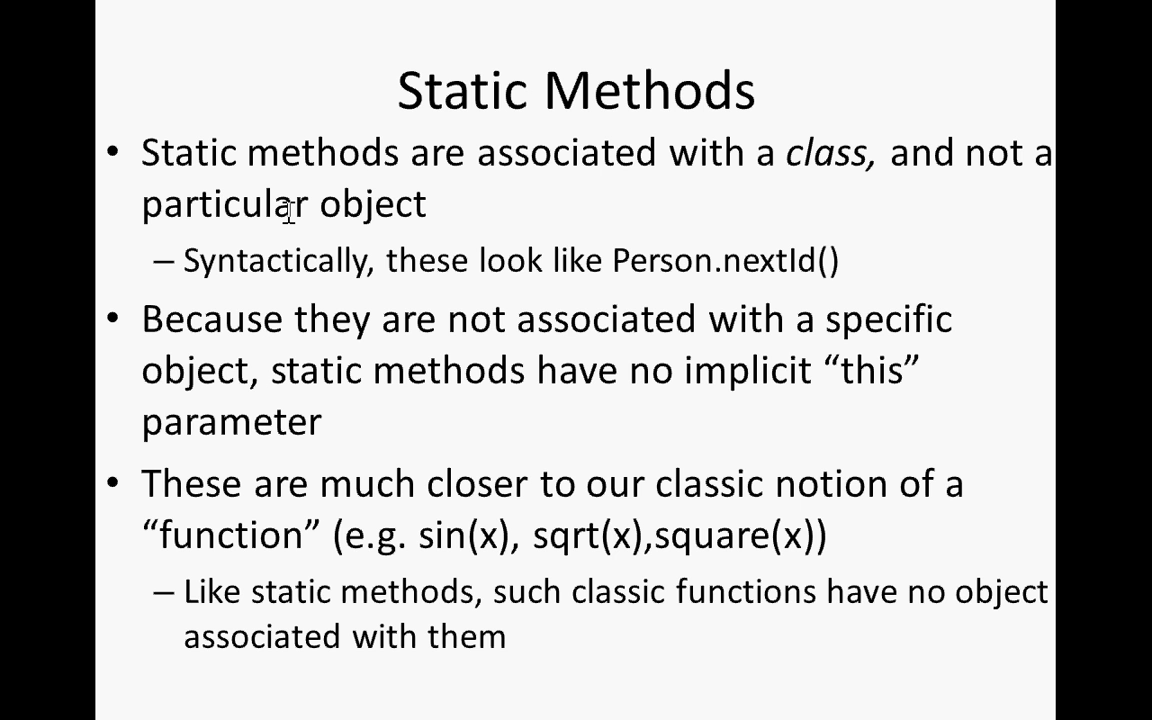 Static Methods
• Static methods are associated with a class, and not a
particular object
– Syntactically, these look like Person.nextId()
• Because they are not associated with a specific
object, static methods have no implicit “this”
parameter
• These are much closer to our classic notion of a
“function” (e.g. sin(x), sqrt(x),square(x))
– Like static methods, such classic functions have no object
associated with them